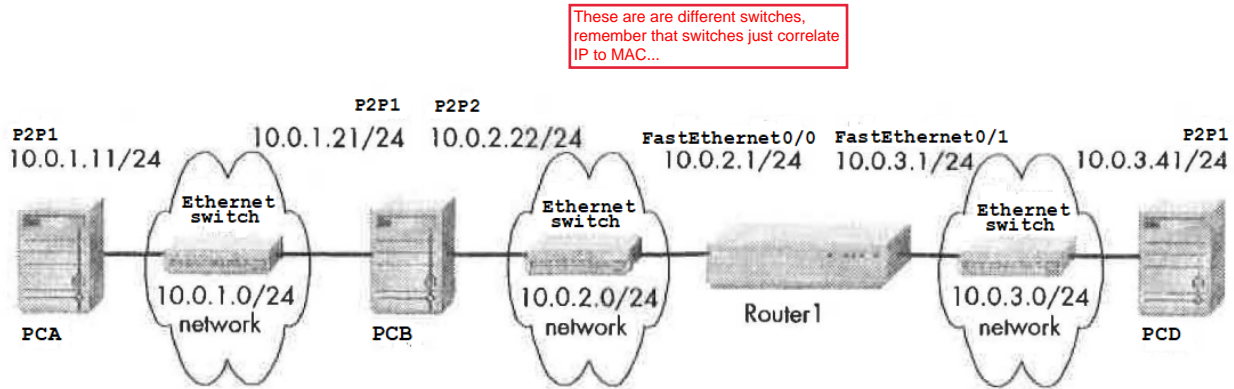 These are are different switches,
remember that switches just correlate
IP to MAC...
P2P1
10.0.1.11/24
P2P1
10.0.1.21/24
P2P2
10.0.2.22/24
FastEthernet0/0
10.0.2.1/24
FastEthernet0/1
10.0.3.1/24
P2P1
10.0.3.41/24
Ethernet
switch
10.0.1.0/24
network
Ethernet
switch
10.0.2.0/24
network
Ethernet
switch
10.0.3.0/24
network
PCA
PCB
Router1
PCD